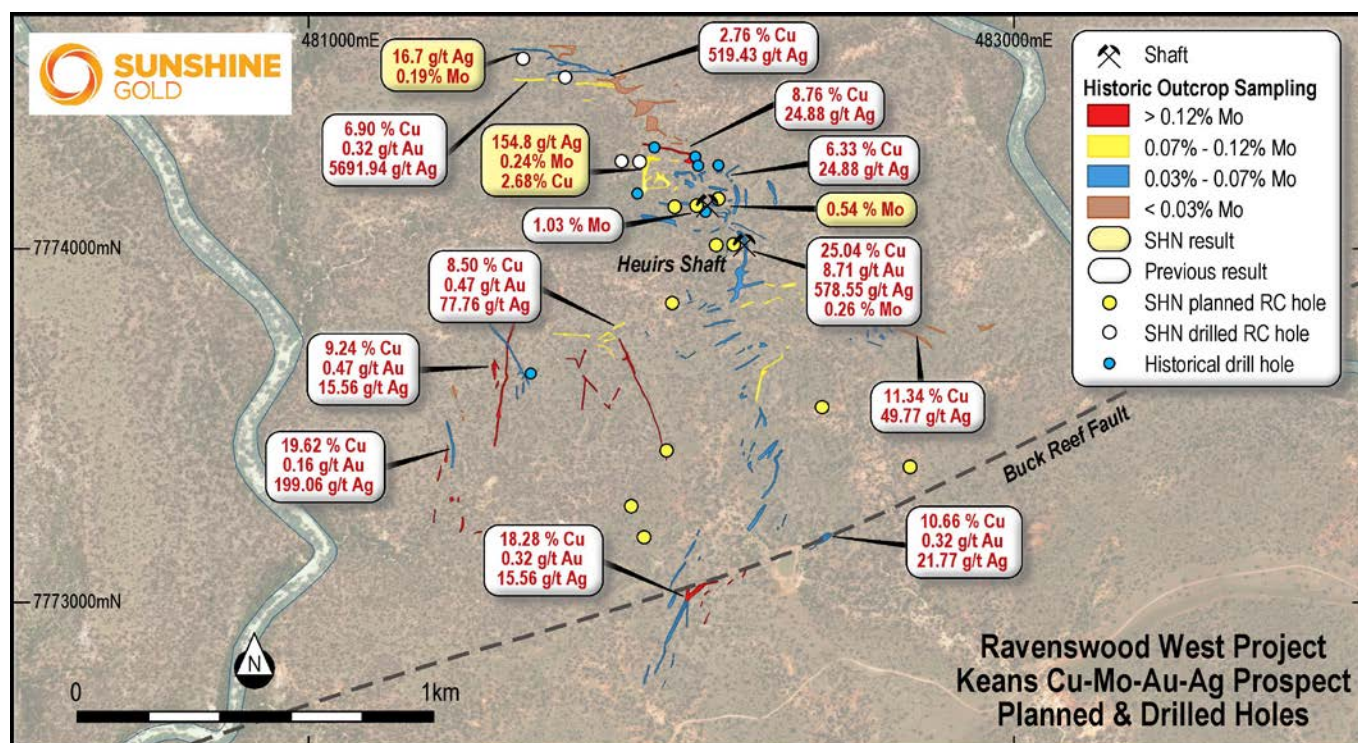 SUNSHINE
GOLD
481000mE
483000mE
16.7 g/t Ag
0.19% Mo
2.76 % Cu
519.43 g/t Ag
8.76 % Cu
24.88 g/t Ag
6.90 % Cu
0.32 g/t Au
5691.94 g/t Ag
154.8 g/t Ag
0.24% Mo
2.68% Cu
6.33 % Cu
24.88 g/t Ag
1.03 % Mo
0.54 % Mo
7774000mN
Heuirs Shaft
8.50 % Cu
0.47 g/t Au
77.76 g/t Ag
25.04 % Cu
8.71 g/t Au
578.55 g/t Ag
0.26 % Mo
9.24 % Cu
0.47 g/t Au
15.56 g/t Ag
11.34 % Cu
49.77 g/t Ag
19.62 % Cu
0.16 g/t Au
199.06 g/t Ag
Buck Reef Fault
18.28 % Cu
0.32 g/t Au
15.56 g/t Ag
10.66 % Cu
0.32 g/t Au
21.77 g/t Ag
7773000mN
Shaft
Historic Outcrop Sampling
> 0.12% Mo
0.07% - 0.12% Mo
0.03% - 0.07% Mo
< 0.03% Mo
SHN result
Previous result
SHN planned RC hole
SHN drilled RC hole
Historical drill hole
N
0
1km
Ravenswood West Project
Keans Cu-Mo-Au-Ag Prospect
Planned & Drilled Holes